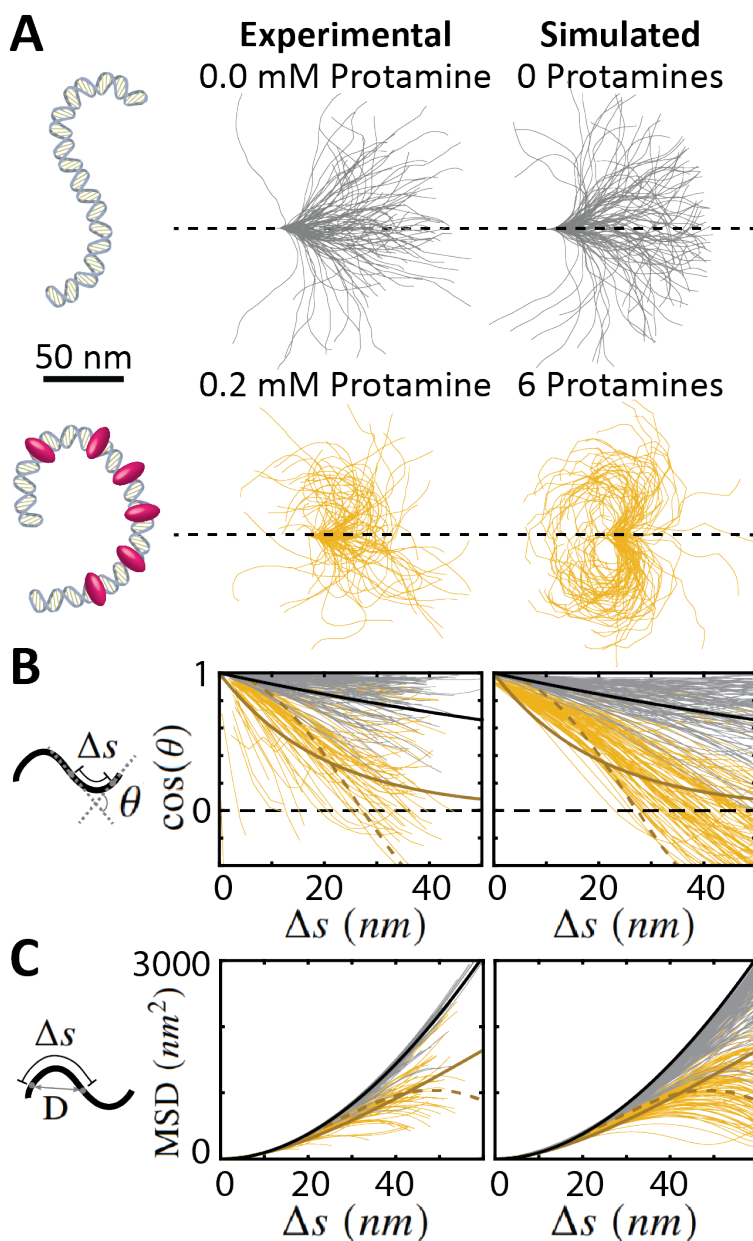 A
Experimental Simulated
0.0 mM Protamine 0 Protamines
50 nm
0.2 mM Protamine 6 Protamines
B
Δs
θ
cos(θ)
1
0
0 20 40
0 20 40
Δs (nm) Δs (nm)
C
Δs
D
MSD (nm²)
3000
0
0 20 40
0 20 40
Δs (nm) Δs (nm)